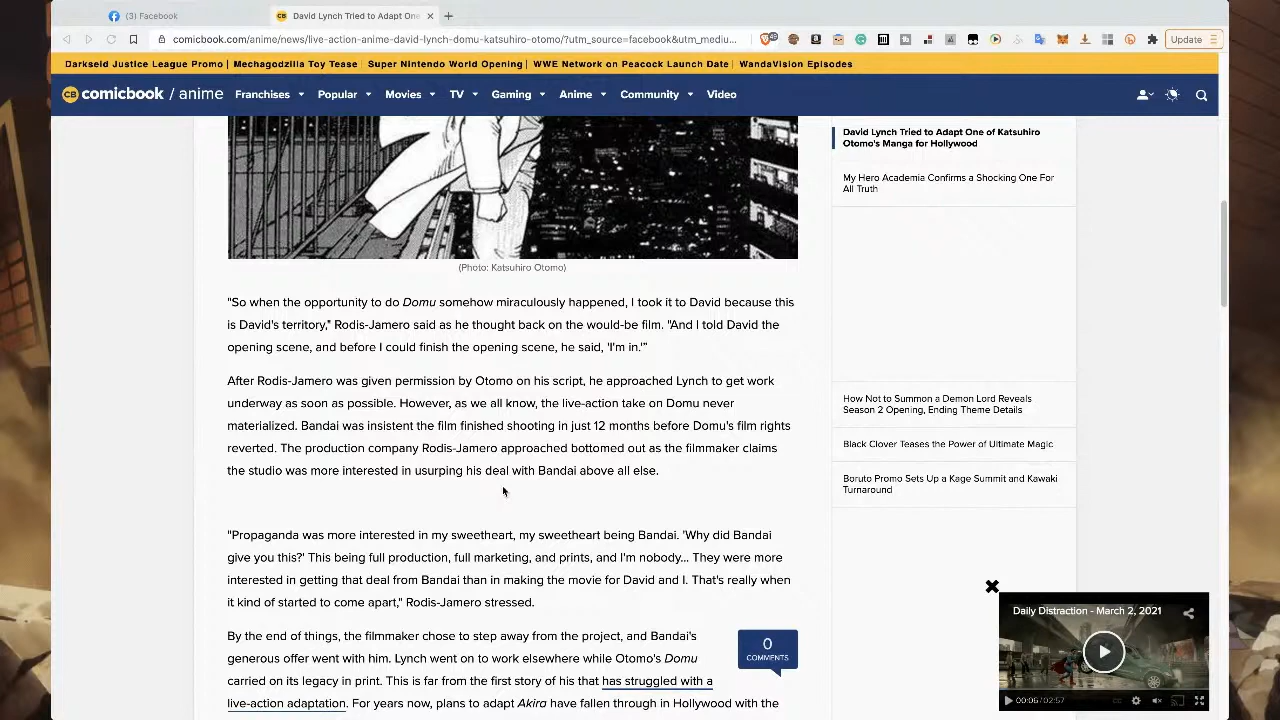 (3) Facebook
David Lynch Tried to Adapt One
comicbook.com/anime/news/live-action-anime-david-lynch-domu-katsuhiro-otomo/?utm_source=facebook&utm_mediu...
Update
Darkseid Justice League Promo | Mechagodzilla Toy Tease | Super Nintendo World Opening | WWE Network on Peacock Launch Date | WandaVision Episodes
CB comicbook / anime
Franchises Popular Movies TV Gaming Anime Community Video
(Photo: Katsuhiro Otomo)
"So when the opportunity to do Domu somehow miraculously happened, I took it to David because this
is David's territory," Rodis-Jamero said as he thought back on the would-be film. "And I told David the
opening scene, and before I could finish the opening scene, he said, 'I'm in.'"
After Rodis-Jamero was given permission by Otomo on his script, he approached Lynch to get work
underway as soon as possible. However, as we all know, the live-action take on Domu never
materialized. Bandai was insistent the film finished shooting in just 12 months before Domu's film rights
reverted. The production company Rodis-Jamero approached bottomed out as the filmmaker claims
the studio was more interested in usurping his deal with Bandai above all else.
"Propaganda was more interested in my sweetheart, my sweetheart being Bandai. 'Why did Bandai
give you this?' This being full production, full marketing, and prints, and I'm nobody... They were more
interested in getting that deal from Bandai than in making the movie for David and I. That's really when
it kind of started to come apart," Rodis-Jamero stressed.
By the end of things, the filmmaker chose to step away from the project, and Bandai's
generous offer went with him. Lynch went on to work elsewhere while Otomo's Domu
carried on its legacy in print. This is far from the first story of his that has struggled with a
live-action
Akira have fallen through in Hollywood with the
0
COMMENTS
David Lynch Tried to Adapt One of Katsuhiro
Otomo's Manga for Hollywood
My Hero Academia Confirms a Shocking One For
All Truth
How Not to Summon a Demon Lord Reveals
Season 2 Opening, Ending Theme Details
Black Clover Teases the Power of Ultimate Magic
Boruto Promo Sets Up a Kage Summit and Kawaki
Turnaround
Daily Distraction - March 2, 2021
00:06/02:57
CC